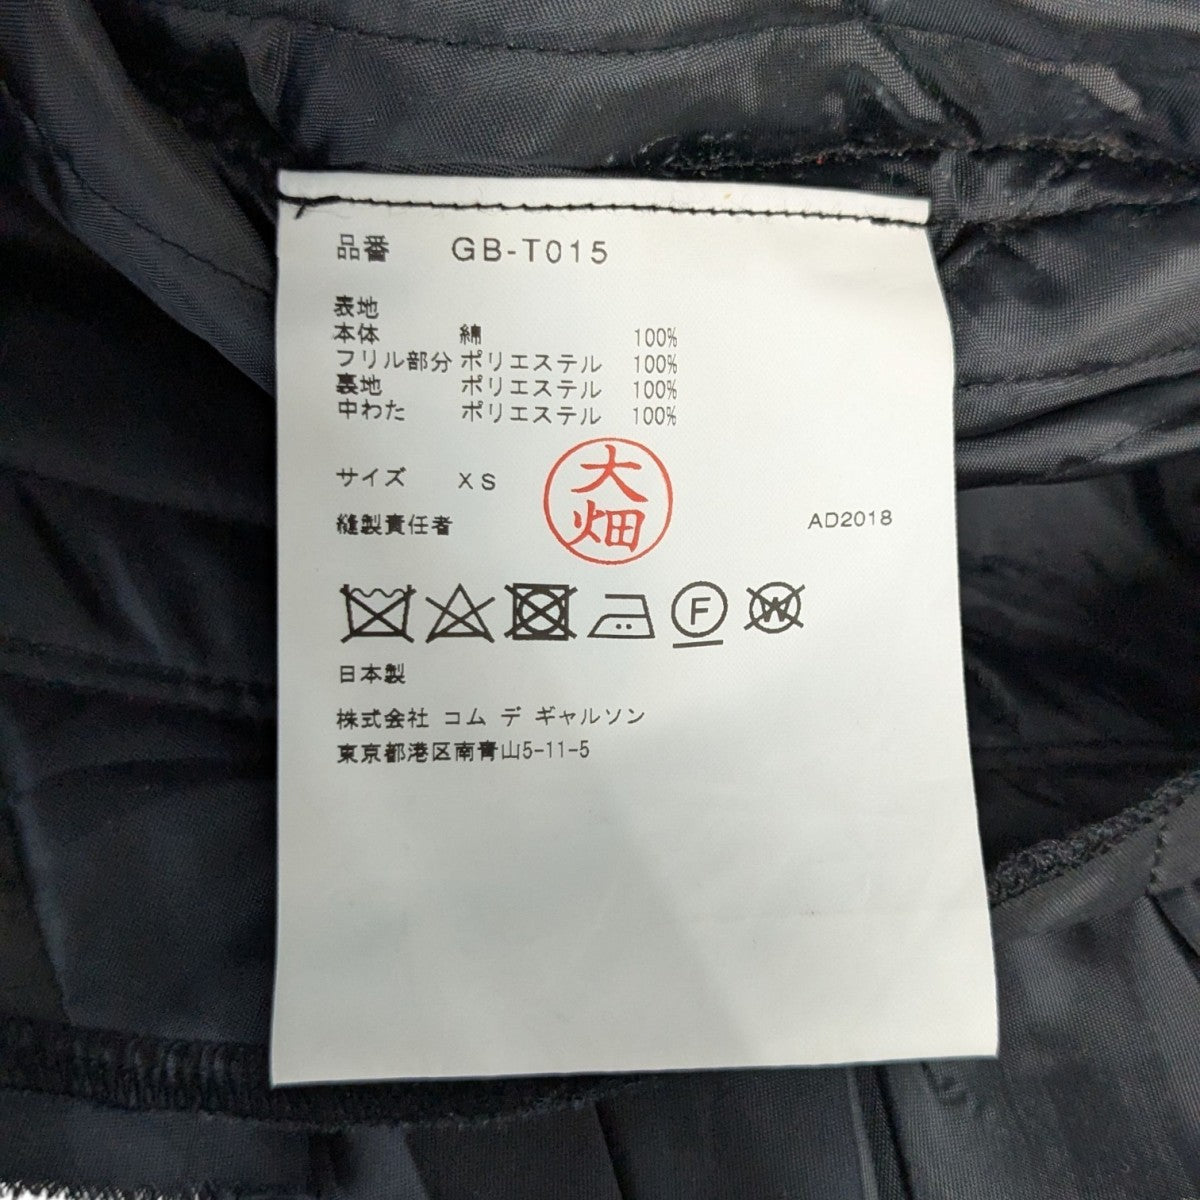 品番 GB-T015
表地
本体 綿 100%
フリル部分 ポリエステル 100%
裏地 ポリエステル 100%
中わた ポリエステル 100%
サイズ XS
大畑
縫製責任者
AD2018
F W
日本製
株式会社 コム デ ギャルソン
東京都港区南青山5-11-5